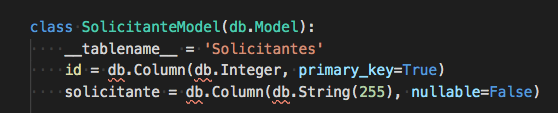 class SolicitanteModel(db.Model):
    __tablename__ = 'Solicitantes'
    id = db.Column(db.Integer, primary_key=True)
    solicitante = db.Column(db.String(255), nullable=False)